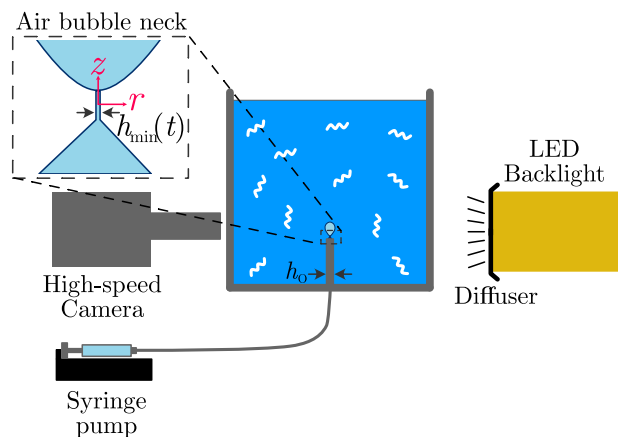 Air bubble neck
z
r
h_min(t)
LED
Backlight
h_o
High-speed
Camera
Diffuser
Syringe
pump